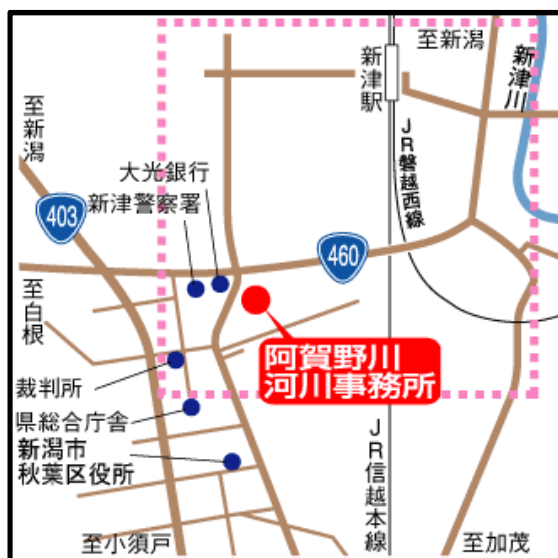 至新潟
新津川
新津駅
至新潟
JR磐越西線
大光銀行
新津警察署
403
460
至白根
阿賀野川
河川事務所
裁判所
県総合庁舎
新潟市
秋葉区役所
JR信越本線
至小須戸
至加茂